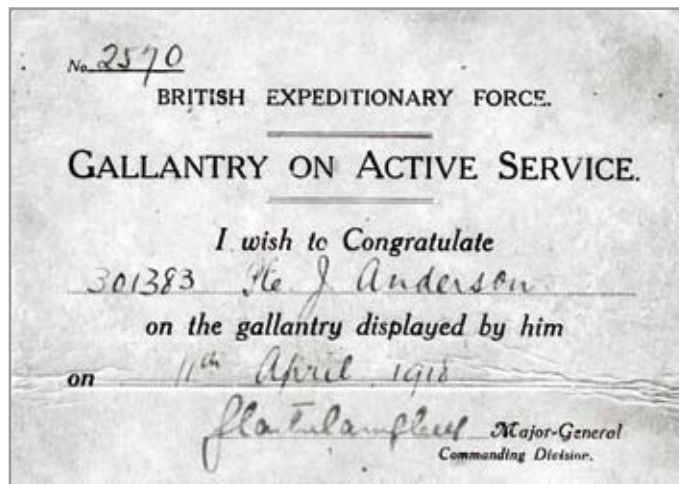 No. 2570
BRITISH EXPEDITIONARY FORCE.
GALLANTRY ON ACTIVE SERVICE.
I wish to Congratulate
301383 Pte J Anderson
on the gallantry displayed by him
on 11th April 1918
Major-General
Commanding Division.